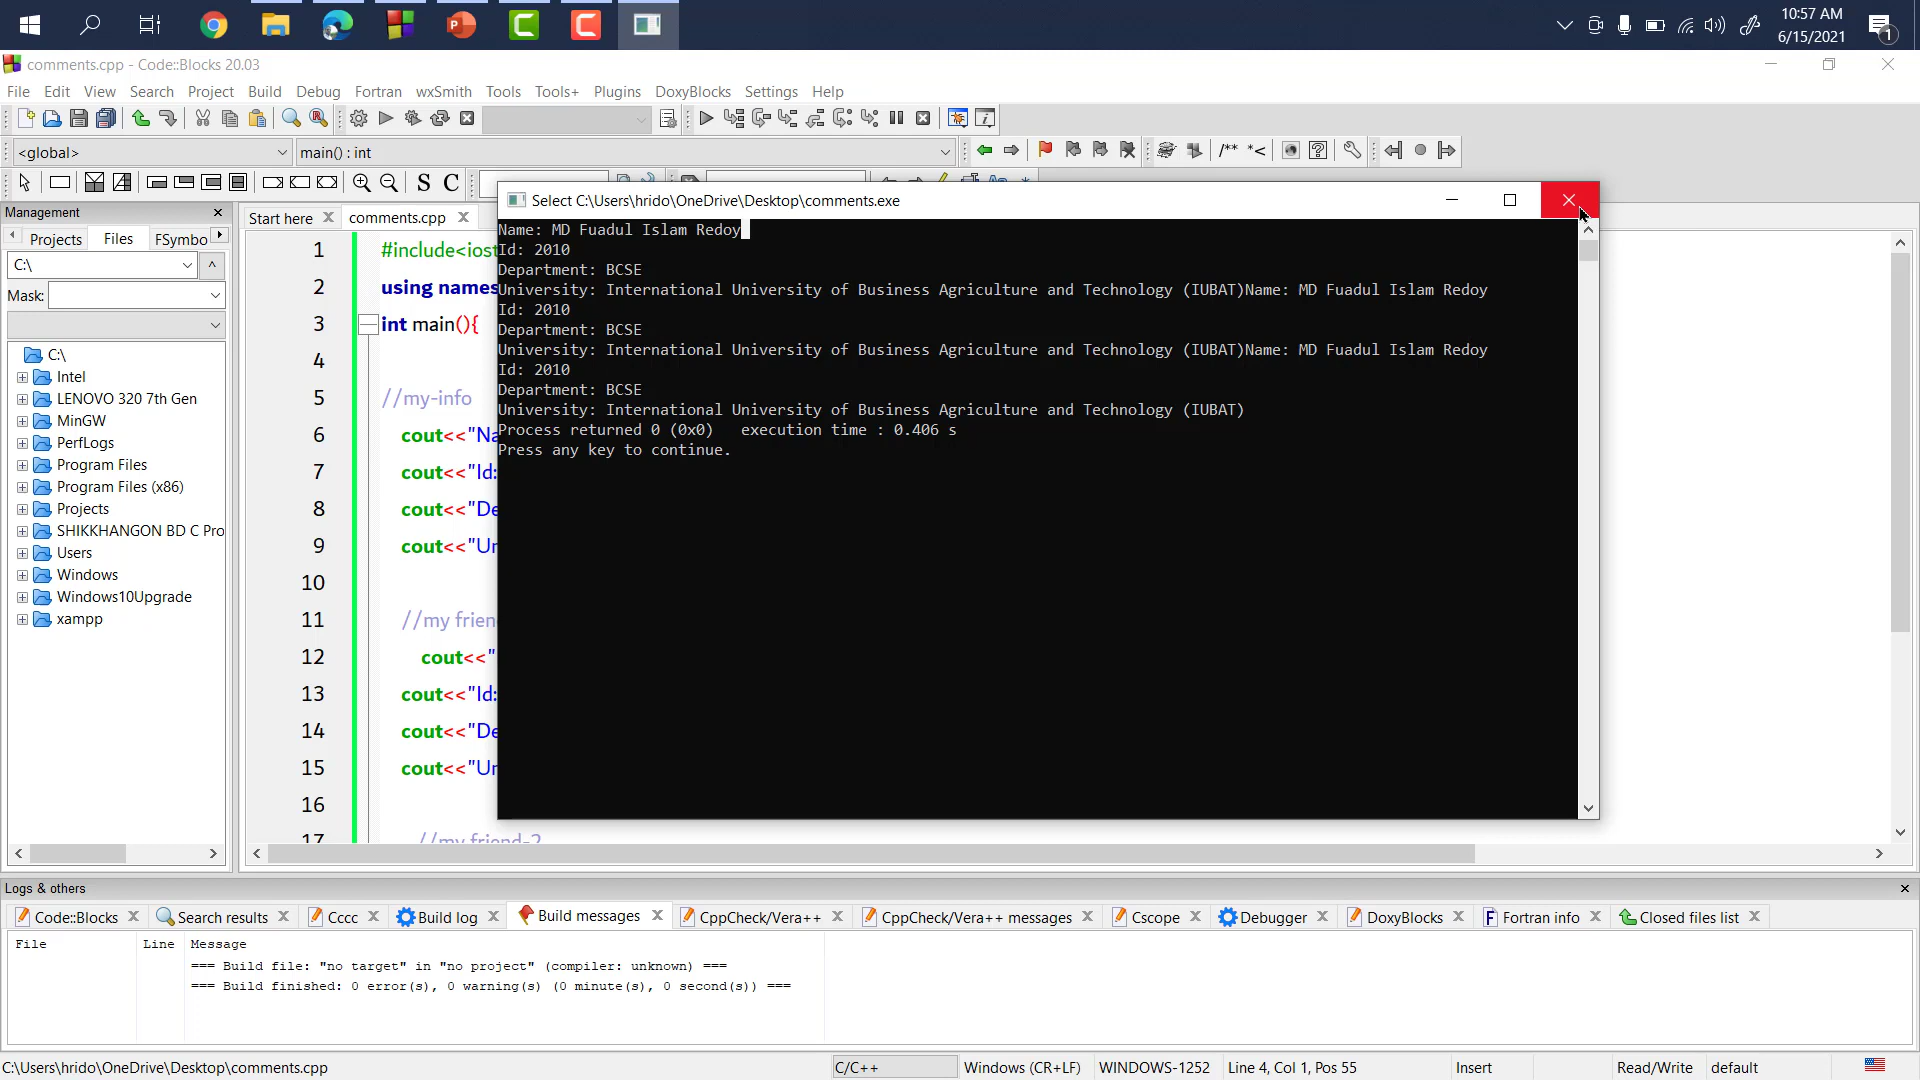 10:57 AM
6/15/2021
1
comments.cpp - Code::Blocks 20.03
File Edit View Search Project Build Debug Fortran wxSmith Tools Tools+ Plugins DoxyBlocks Settings Help
<global>
main() : int
/** *<
S C
Management
Projects Files FSymbo
C:\
^
Mask:
C:\
Intel
LENOVO 320 7th Gen
MinGW
PerfLogs
Program Files
Program Files (x86)
Projects
SHIKKHANGON BD C Pro
Users
Windows
Windows10Upgrade
xampp
Start here comments.cpp
1 #include<iost
2 using names
3 int main(){
4
5 //my-info
6 cout<<"Na
7 cout<<"Id:
8 cout<<"De
9 cout<<"Un
10
11 //my frien
12 cout<<"
13 cout<<"Id:
14 cout<<"De
15 cout<<"Un
16
17 //my friend-2
Select C:\Users\hrido\OneDrive\Desktop\comments.exe
Name: MD Fuadul Islam Redoy
Id: 2010
Department: BCSE
University: International University of Business Agriculture and Technology (IUBAT)Name: MD Fuadul Islam Redoy
Id: 2010
Department: BCSE
University: International University of Business Agriculture and Technology (IUBAT)Name: MD Fuadul Islam Redoy
Id: 2010
Department: BCSE
University: International University of Business Agriculture and Technology (IUBAT)
Process returned 0 (0x0)   execution time : 0.406 s
Press any key to continue.
Logs & others
Code::Blocks Search results Cccc Build log Build messages CppCheck/Vera++ CppCheck/Vera++ messages Cscope Debugger DoxyBlocks Fortran info Closed files list
File Line Message
=== Build file: "no target" in "no project" (compiler: unknown) ===
=== Build finished: 0 error(s), 0 warning(s) (0 minute(s), 0 second(s)) ===
C:\Users\hrido\OneDrive\Desktop\comments.cpp C/C++ Windows (CR+LF) WINDOWS-1252 Line 4, Col 1, Pos 55 Insert Read/Write default